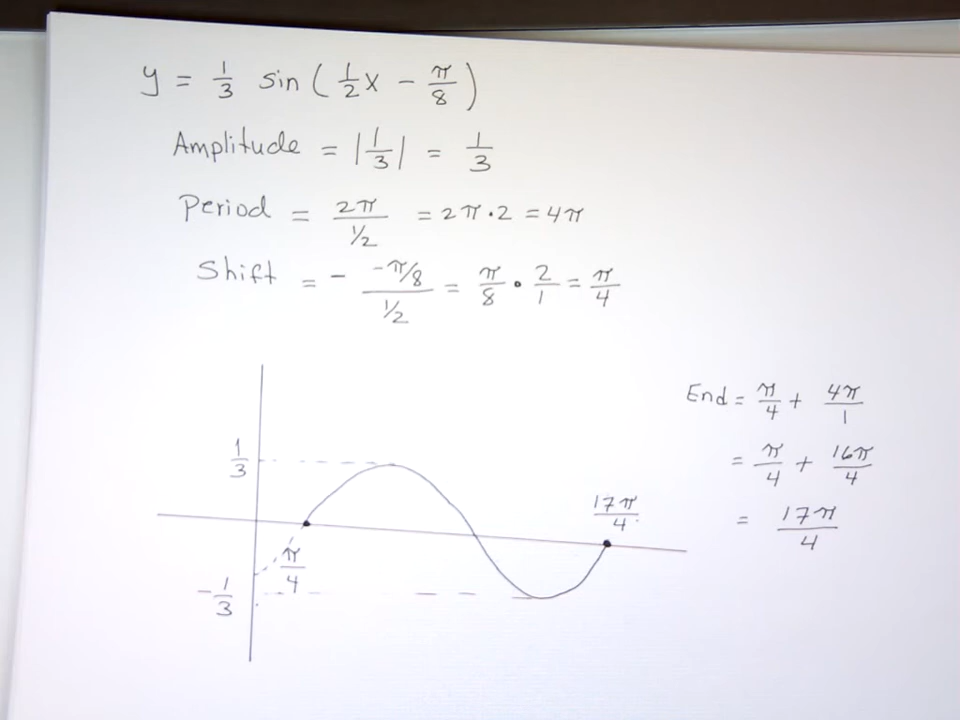 y = 1/3 sin ( 1/2 x - π/8 )
Amplitude = |1/3| = 1/3
Period = 2π / ½ = 2π · 2 = 4π
Shift = - -π/8 / ½ = π/8 · 2/1 = π/4
End = π/4 + 4π/1
= π/4 + 16π/4
= 17π/4
1/3
17π/4
π/4
-1/3